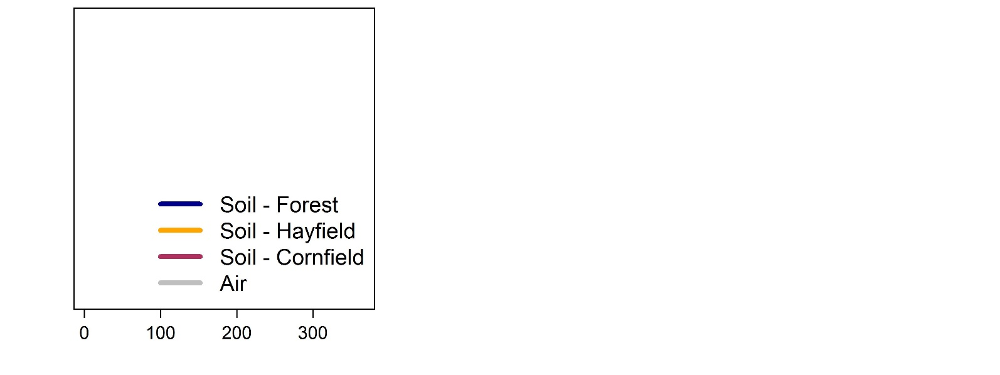 Soil - Forest
Soil - Hayfield
Soil - Cornfield
Air
0 100 200 300